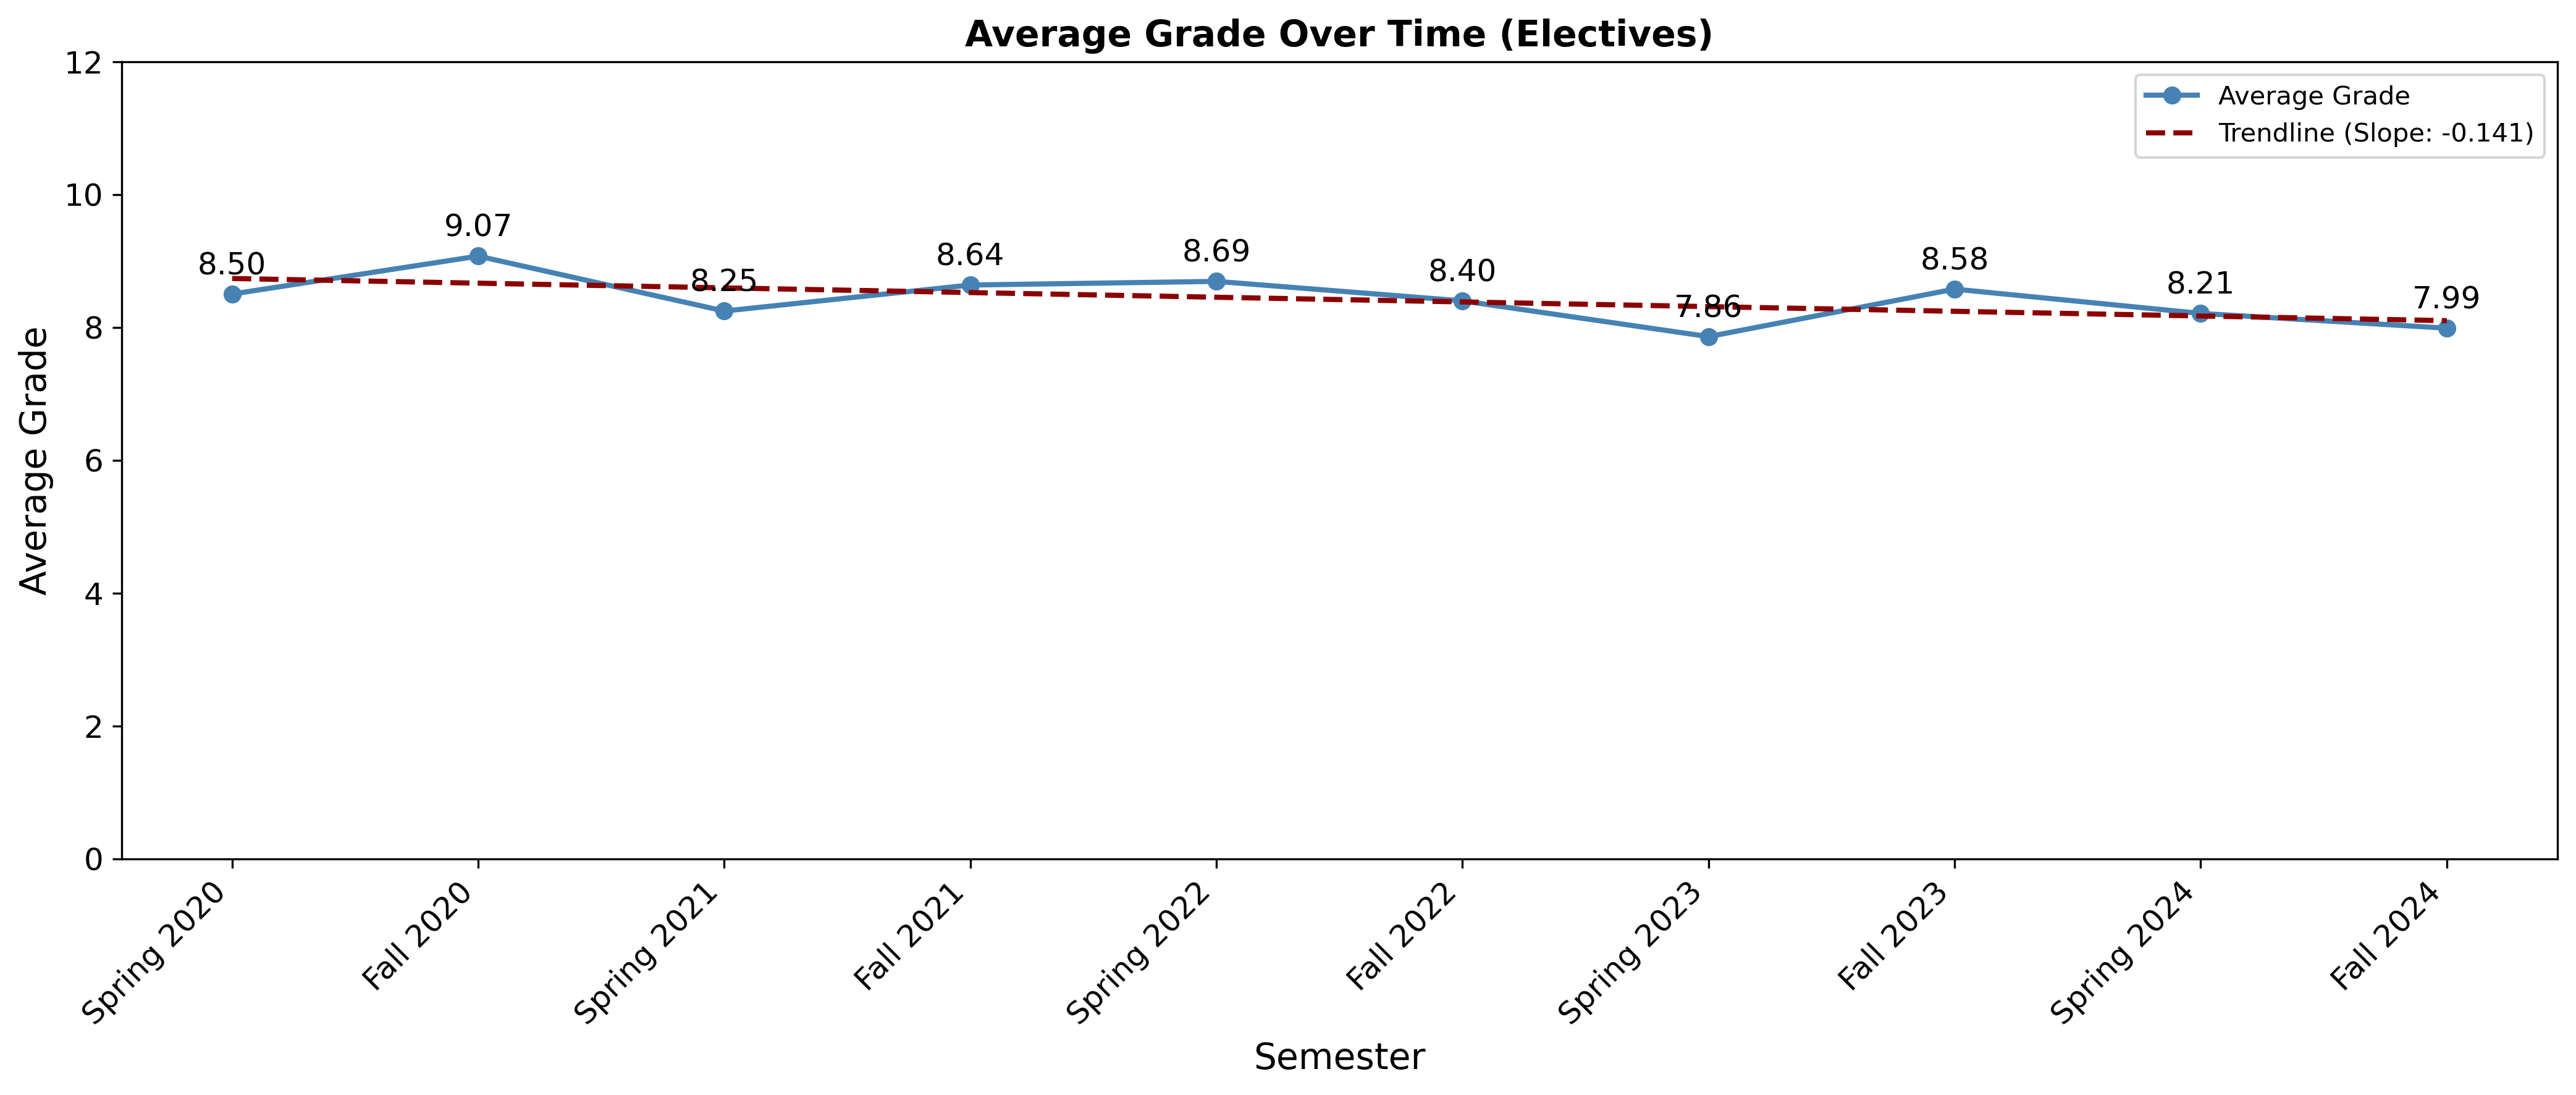 Average Grade Over Time (Electives)
12
10
8
6
4
2
0
Average Grade
Average Grade
Trendline (Slope: -0.141)
8.50
9.07
8.25
8.64
8.69
8.40
7.86
8.58
8.21
7.99
Spring 2020
Fall 2020
Spring 2021
Fall 2021
Spring 2022
Fall 2022
Spring 2023
Fall 2023
Spring 2024
Fall 2024
Semester